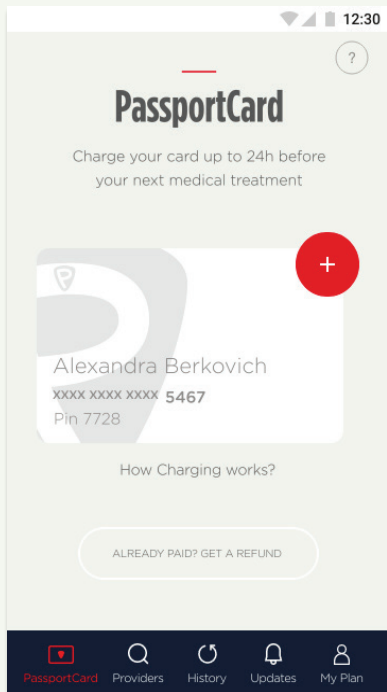 12:30
?
PassportCard
Charge your card up to 24h before
your next medical treatment
+
P
Alexandra Berkovich
xxxx xxxx xxxx 5467
Pin 7728
How Charging works?
ALREADY PAID? GET A REFUND
PassportCard Providers History Updates My Plan